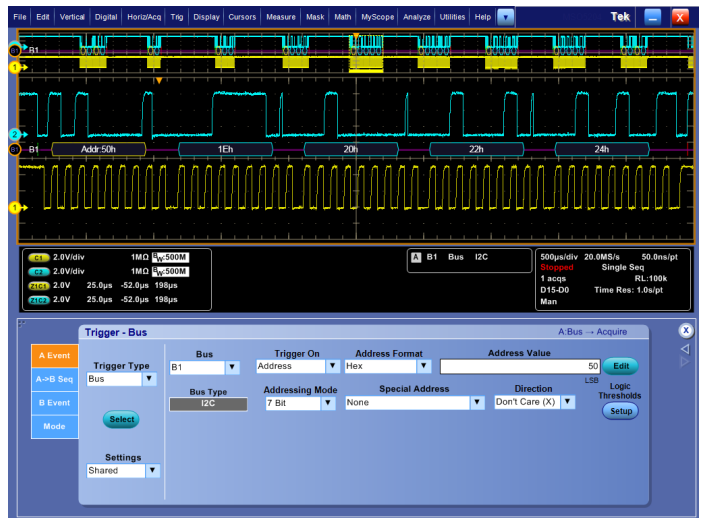 File Edit Vertical Digital Horiz/Acq Trig Display Cursors Measure Mask Math MyScope Analyze Utilities Help Tek X
B1
1
2
B1 B1 Addr:50h 1Eh 20h 22h 24h
1
C1 2.0V/div 1MΩ BW:500M A B1 Bus I2C 500µs/div 20.0MS/s 50.0ns/pt
C2 2.0V/div 1MΩ BW:500M Stopped Single Seq
Z1C1 2.0V 25.0µs -52.0µs 198µs 1 acqs RL:100k
Z1C2 2.0V 25.0µs -52.0µs 198µs D15-D0 Time Res: 1.0s/pt
Man
Trigger - Bus A:Bus → Acquire X
A Event Trigger Type Bus Trigger On Address Format Address Value
Bus B1 Address Hex 50 Edit
A->B Seq LSB
Bus Type Addressing Mode Special Address Direction Logic Thresholds
B Event I2C 7 Bit None Don't Care (X) Setup
Select
Mode
Settings
Shared